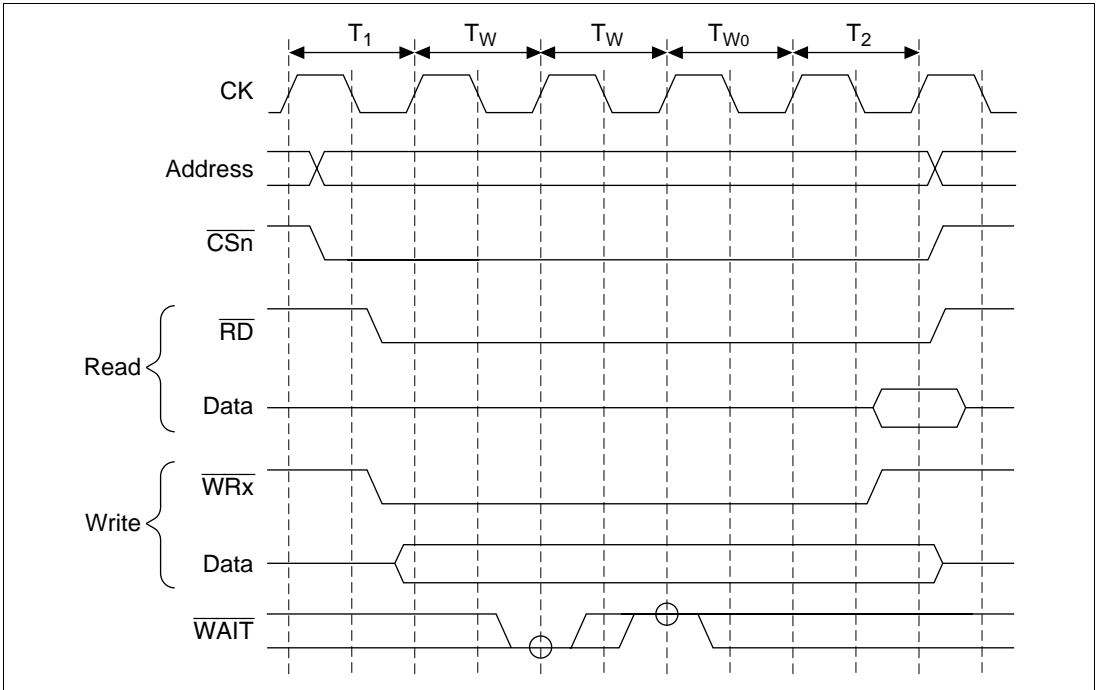 T1 TW TW TW0 T2
CK
Address
CSn
RD
Read
Data
WRx
Write
Data
WAIT